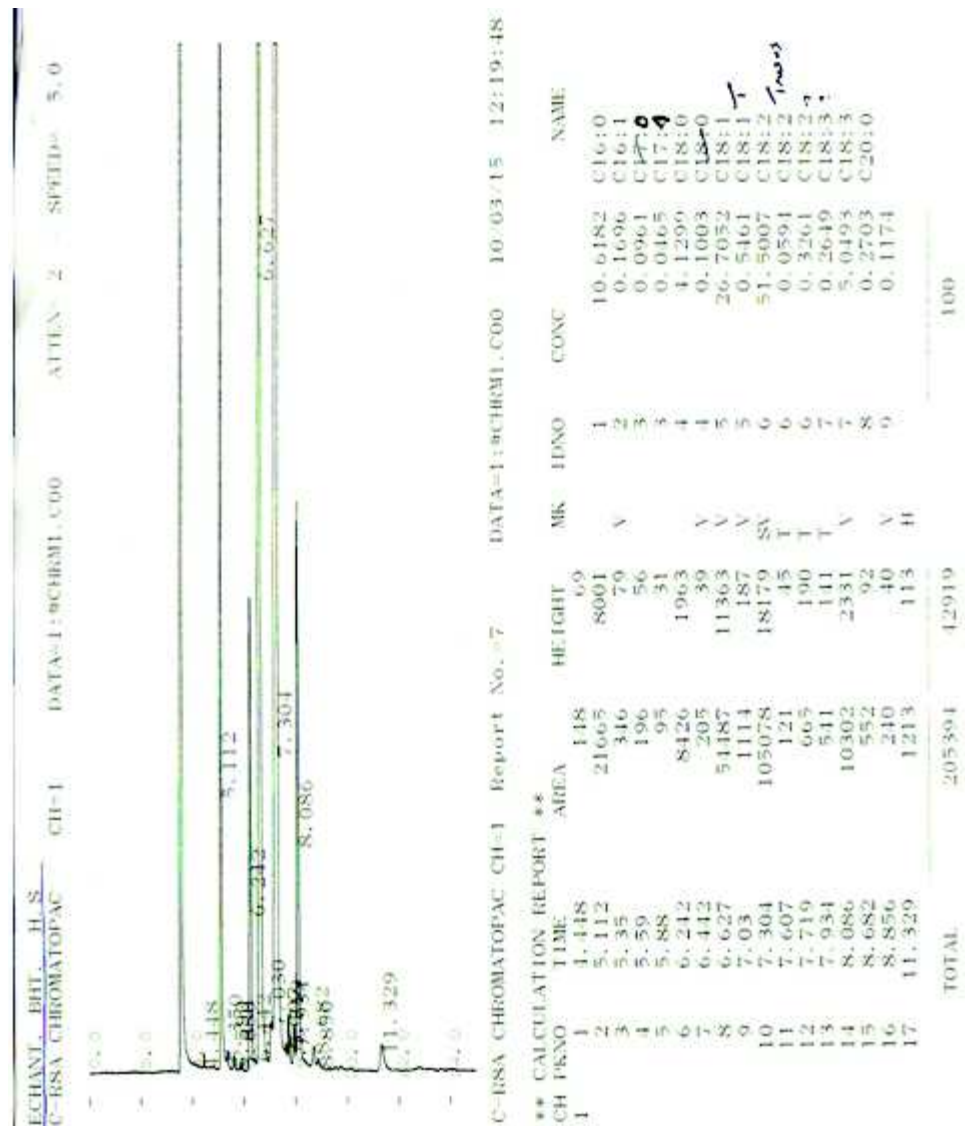 ECHANT. BHT. H.S
C-R8A CHROMATOPAC CH-1 DATA-1:@CHRM1.C00 ATTEN 2 SPEED= 5.0
5.112
6.242
6.627
7.304
8.086
11.329
C-R8A CHROMATOPAC CH=1 Report No.=7 DATA=1:@CHRM1.C00 10/03/15 12:19:48
** CALCULATION REPORT **
CH PKNO TIME AREA HEIGHT MK IDNO CONC NAME
1 1 4.448 148 69
2 5.112 21665 8001 1 10.6182 C16:0
3 5.35 346 79 V 2 0.1696 C16:1
4 5.59 196 56 3 0.0961 C17:0
5 5.88 95 31 3 0.0465
6 6.242 8426 1963 4 4.1299 C18:0
7 6.442 205 39 V 4 0.1003 C18:0
8 6.627 54487 11363 V 5 26.7052 C18:1
9 7.03 1114 187 V 5 0.5461 C18:1 T
10 7.304 105078 18179 SV 6 51.5007 C18:2
11 7.607 121 45 T 6 0.0594 C18:2 Trans
12 7.719 665 190 T 6 0.3261 C18:2
13 7.934 541 141 T 7 0.2649 C18:3
14 8.086 10302 2331 V 7 5.0493 C18:3
15 8.682 552 92 8 0.2703 C20:0
16 8.856 240 40 V 9 0.1174
17 11.329 1213 113 H
TOTAL 205394 42919 100